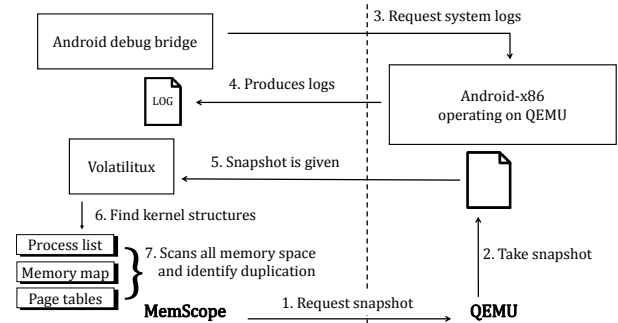 3. Request system logs
Android debug bridge
4. Produces logs
LOG
Android-x86
operating on QEMU
5. Snapshot is given
Volatilitux
6. Find kernel structures
Process list
Memory map
Page tables
7. Scans all memory space
and identify duplication
2. Take snapshot
MemScope
1. Request snapshot
QEMU